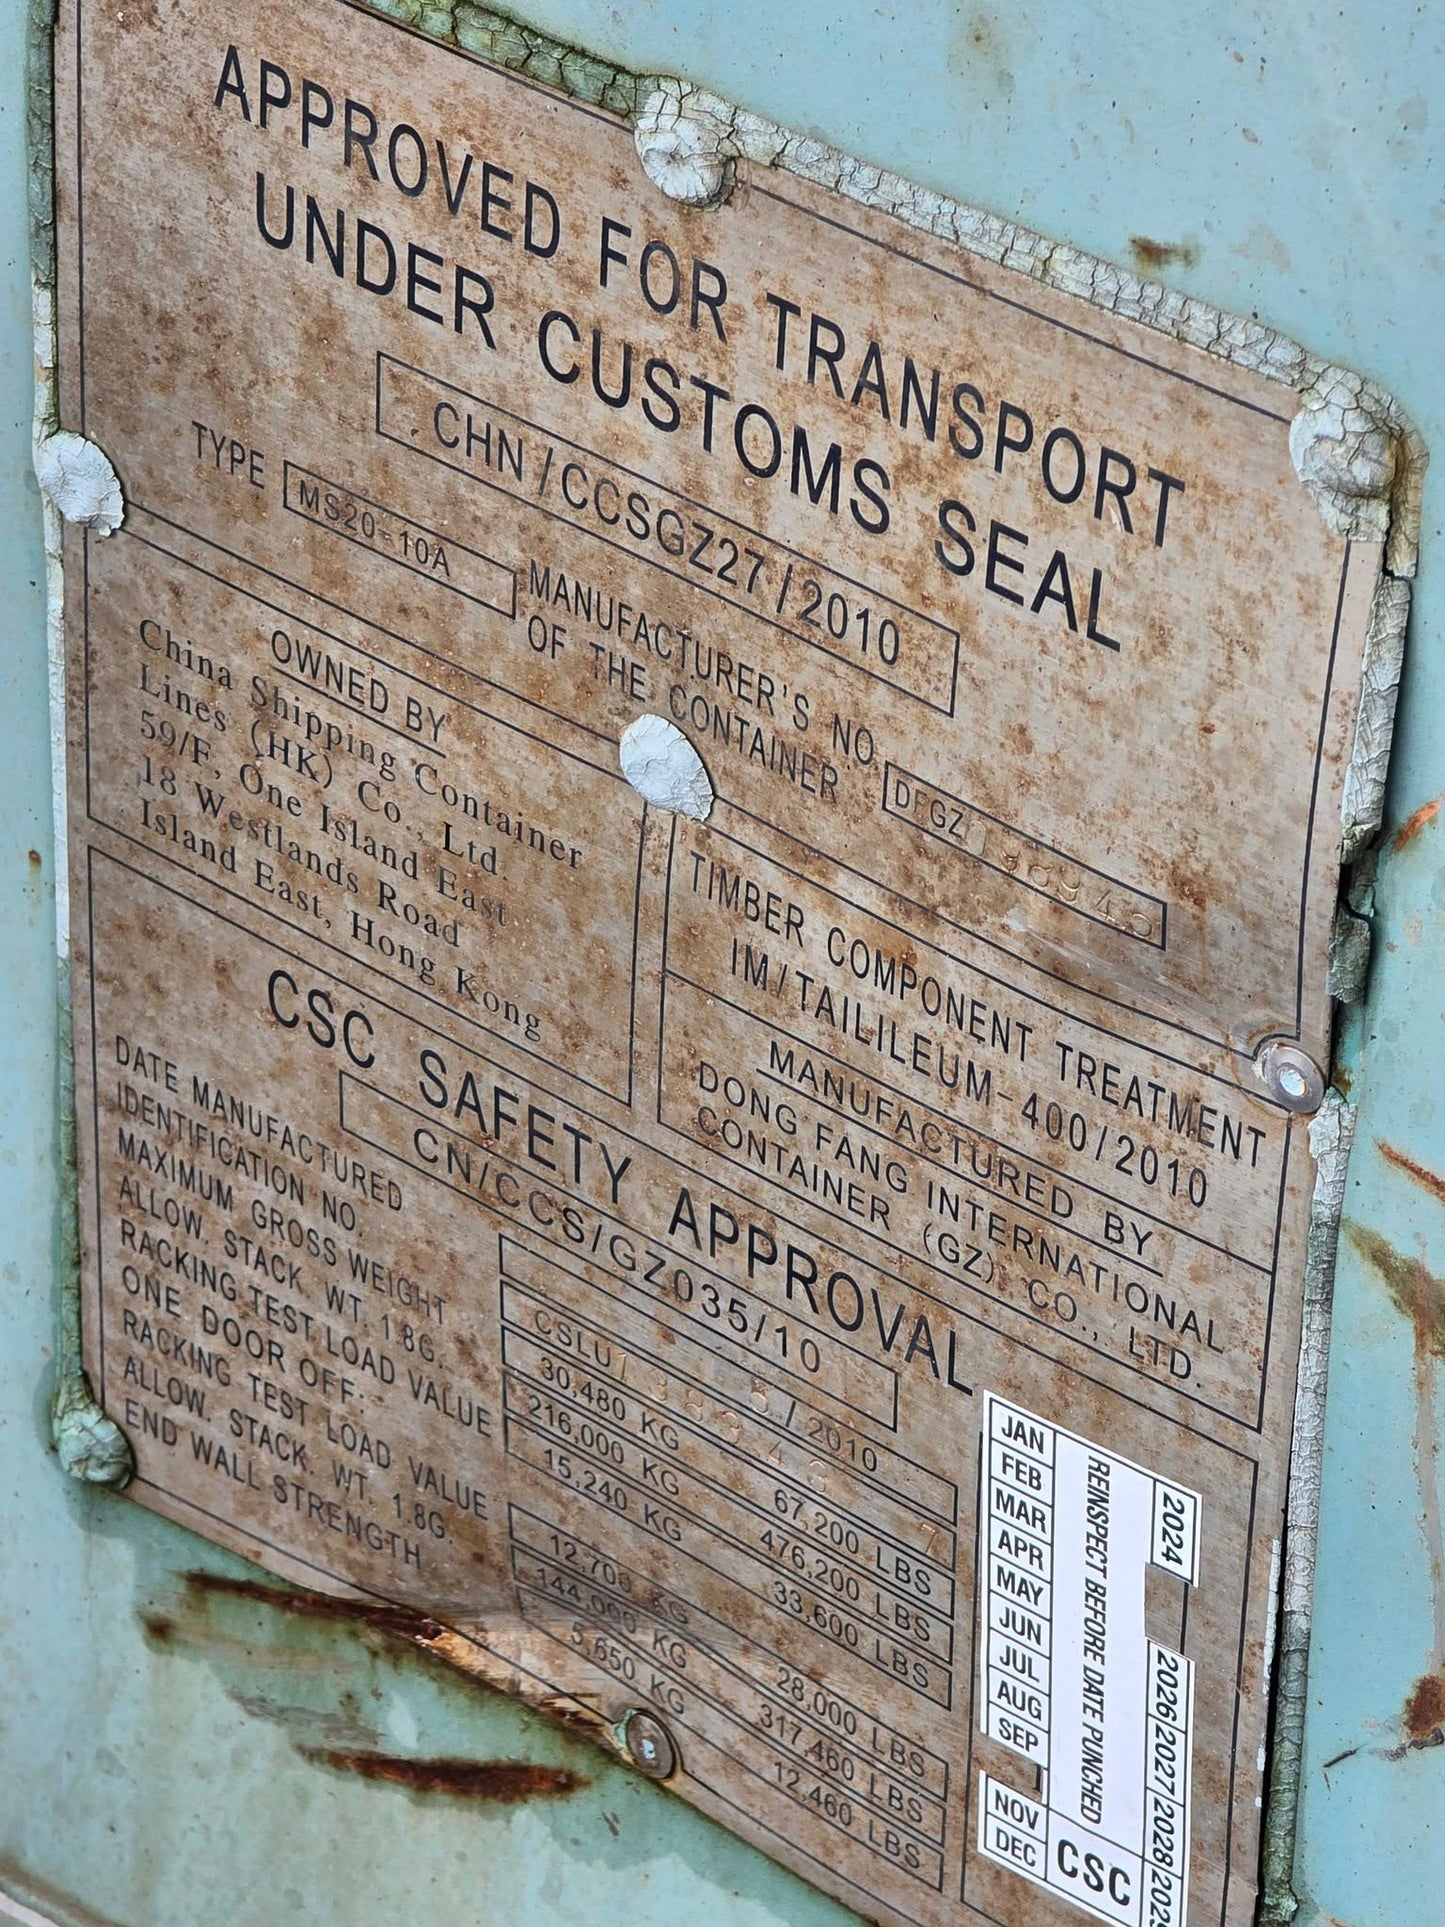 APPROVED FOR TRANSPORT
UNDER CUSTOMS SEAL
CHN/CCSGZ27/2010
TYPE MS20-10A MANUFACTURER'S NO
OF THE CONTAINER DFGZ
OWNED BY
China Shipping Container
Lines (HK) Co., Ltd.
59/F, One Island East
18 Westlands Road
Island East, Hong Kong
TIMBER COMPONENT TREATMENT
IM/TAILILEUM-400/2010
MANUFACTURED BY
DONG FANG INTERNATIONAL
CONTAINER (GZ) CO., LTD.
CSC SAFETY APPROVAL
CN/CCS/GZ035/10
DATE MANUFACTURED 5/2010
IDENTIFICATION NO. CSLU 1389433 7
MAXIMUM GROSS WEIGHT 30,480 KG 67,200 LBS
ALLOW. STACK. WT. 1.8G. 216,000 KG 476,200 LBS
RACKING TEST LOAD VALUE 15,240 KG 33,600 LBS
ONE DOOR OFF:
RACKING TEST LOAD VALUE 12,700 KG 28,000 LBS
ALLOW. STACK. WT. 1.8G. 144,000 KG 317,460 LBS
END WALL STRENGTH 5,650 KG 12,460 LBS
JAN
FEB
MAR
APR
MAY
JUN
JUL
AUG
SEP
NOV
DEC
REINSPECT BEFORE DATE PUNCHED
CSC
2024
2026
2027
2028